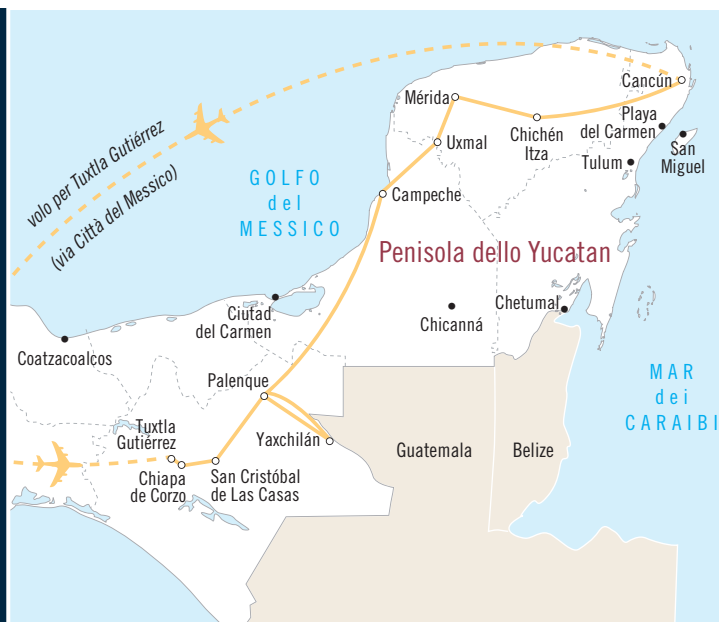 Cancún
Mérida
Playa
del Carmen
Chichén
Itza
Uxmal
San
Miguel
Tulum
volo per Tuxtla Gutiérrez
(via Città del Messico)
GOLFO
del
MESSICO
Campeche
Penisola dello Yucatan
Ciutad
del Carmen
Chicanná
Chetumal
Coatzacoalcos
Palenque
MAR
dei
CARAIBI
Tuxtla
Gutiérrez
Yaxchilán
Guatemala
Belize
Chiapa
de Corzo
San Cristóbal
de Las Casas